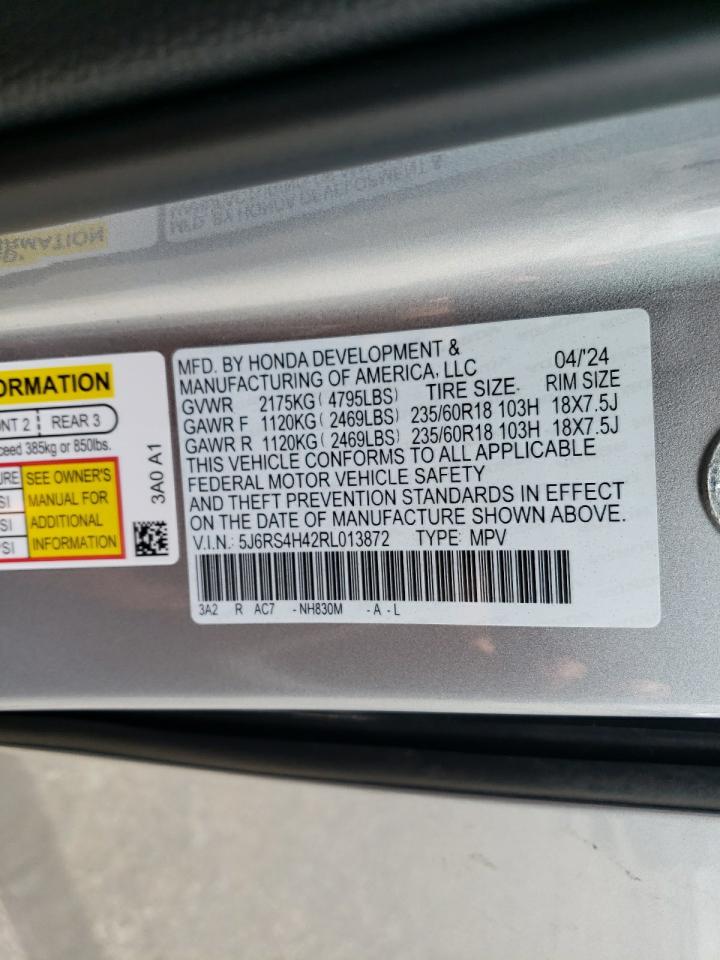 MFD. BY HONDA DEVELOPMENT &
MANUFACTURING OF AMERICA, LLC 04/'24
GVWR 2175KG ( 4795LBS) TIRE SIZE. RIM SIZE
GAWR F 1120KG ( 2469LBS) 235/60R18 103H 18X7.5J
GAWR R 1120KG ( 2469LBS) 235/60R18 103H 18X7.5J
THIS VEHICLE CONFORMS TO ALL APPLICABLE
FEDERAL MOTOR VEHICLE SAFETY
AND THEFT PREVENTION STANDARDS IN EFFECT
ON THE DATE OF MANUFACTURE SHOWN ABOVE.
V.I.N.: 5J6RS4H42RL013872 TYPE: MPV
3A2 R AC7 -NH830M -A-L
ORMATION
NT 2 REAR 3
ceed 385kg or 850lbs.
URE SEE OWNER'S
SI MANUAL FOR
SI ADDITIONAL
PSI INFORMATION
3A0 A1